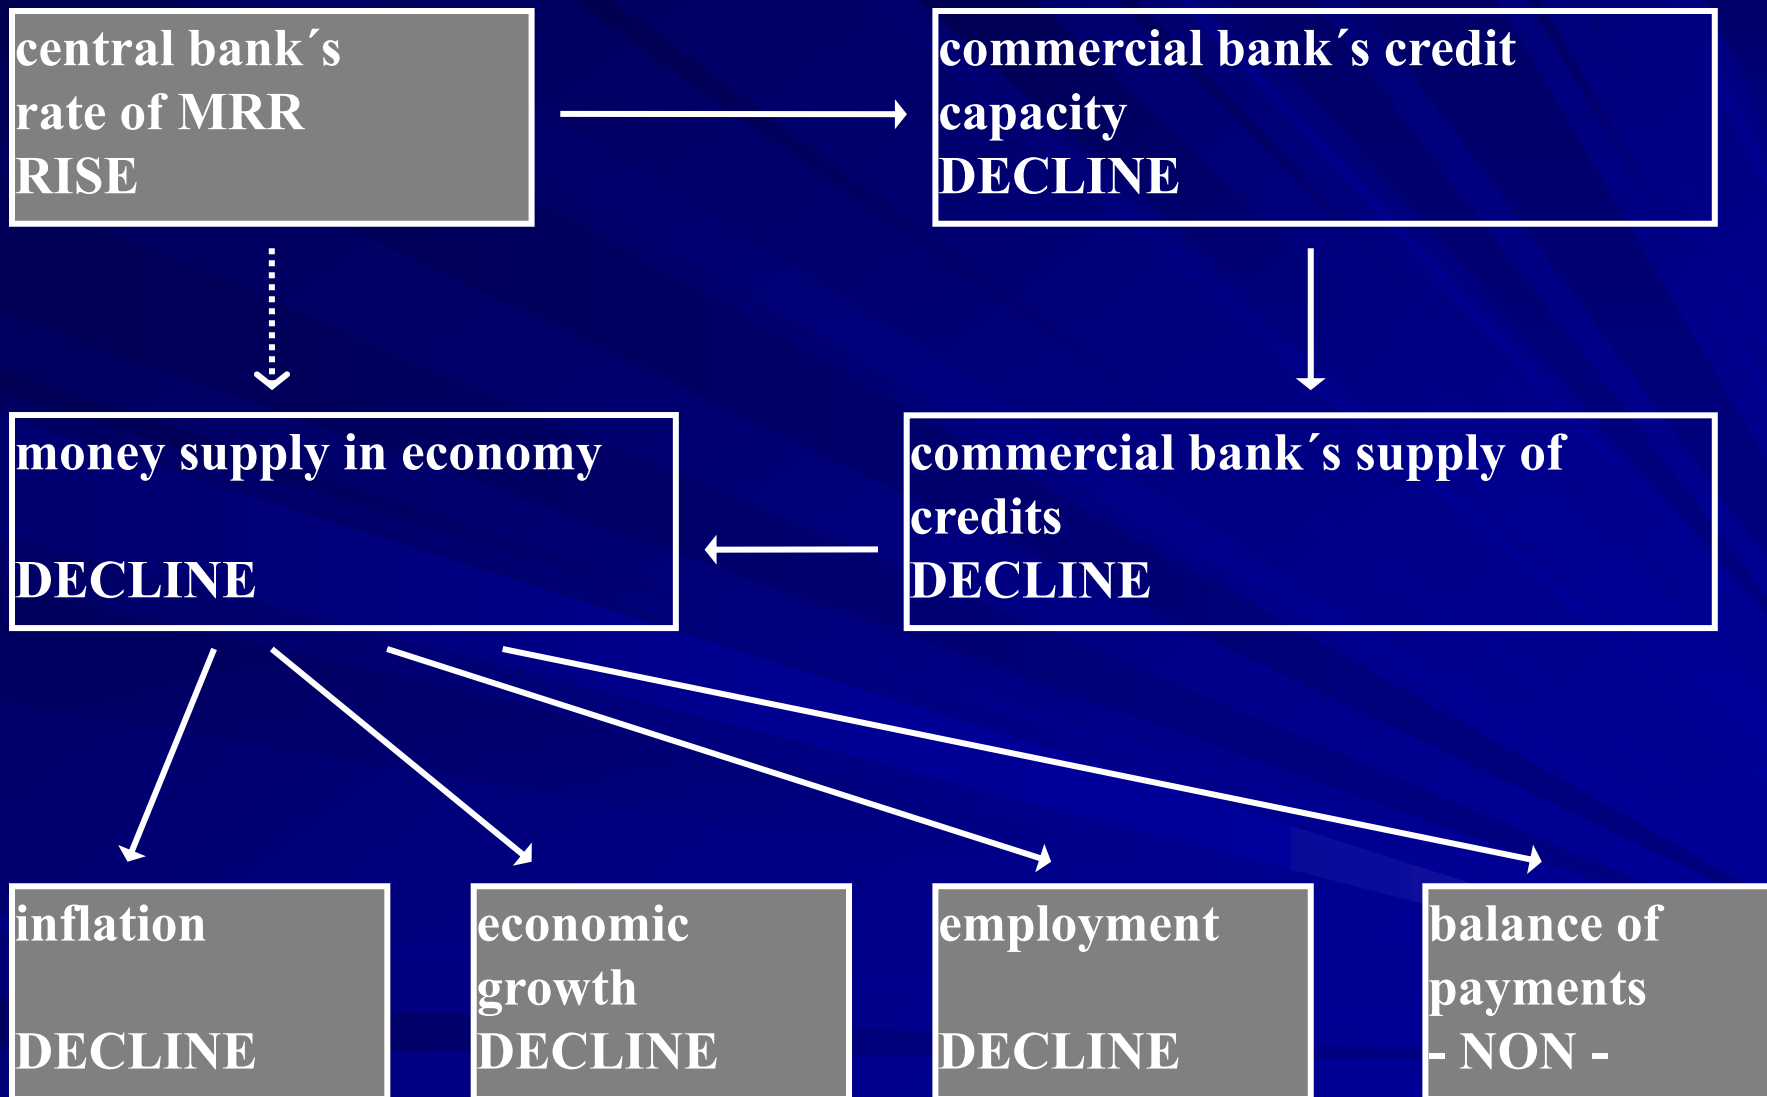 central bank´s
rate of MRR
RISE
commercial bank´s credit
capacity
DECLINE
money supply in economy
DECLINE
commercial bank´s supply of
credits
DECLINE
inflation
DECLINE
economic
growth
DECLINE
employment
DECLINE
balance of
payments
- NON -